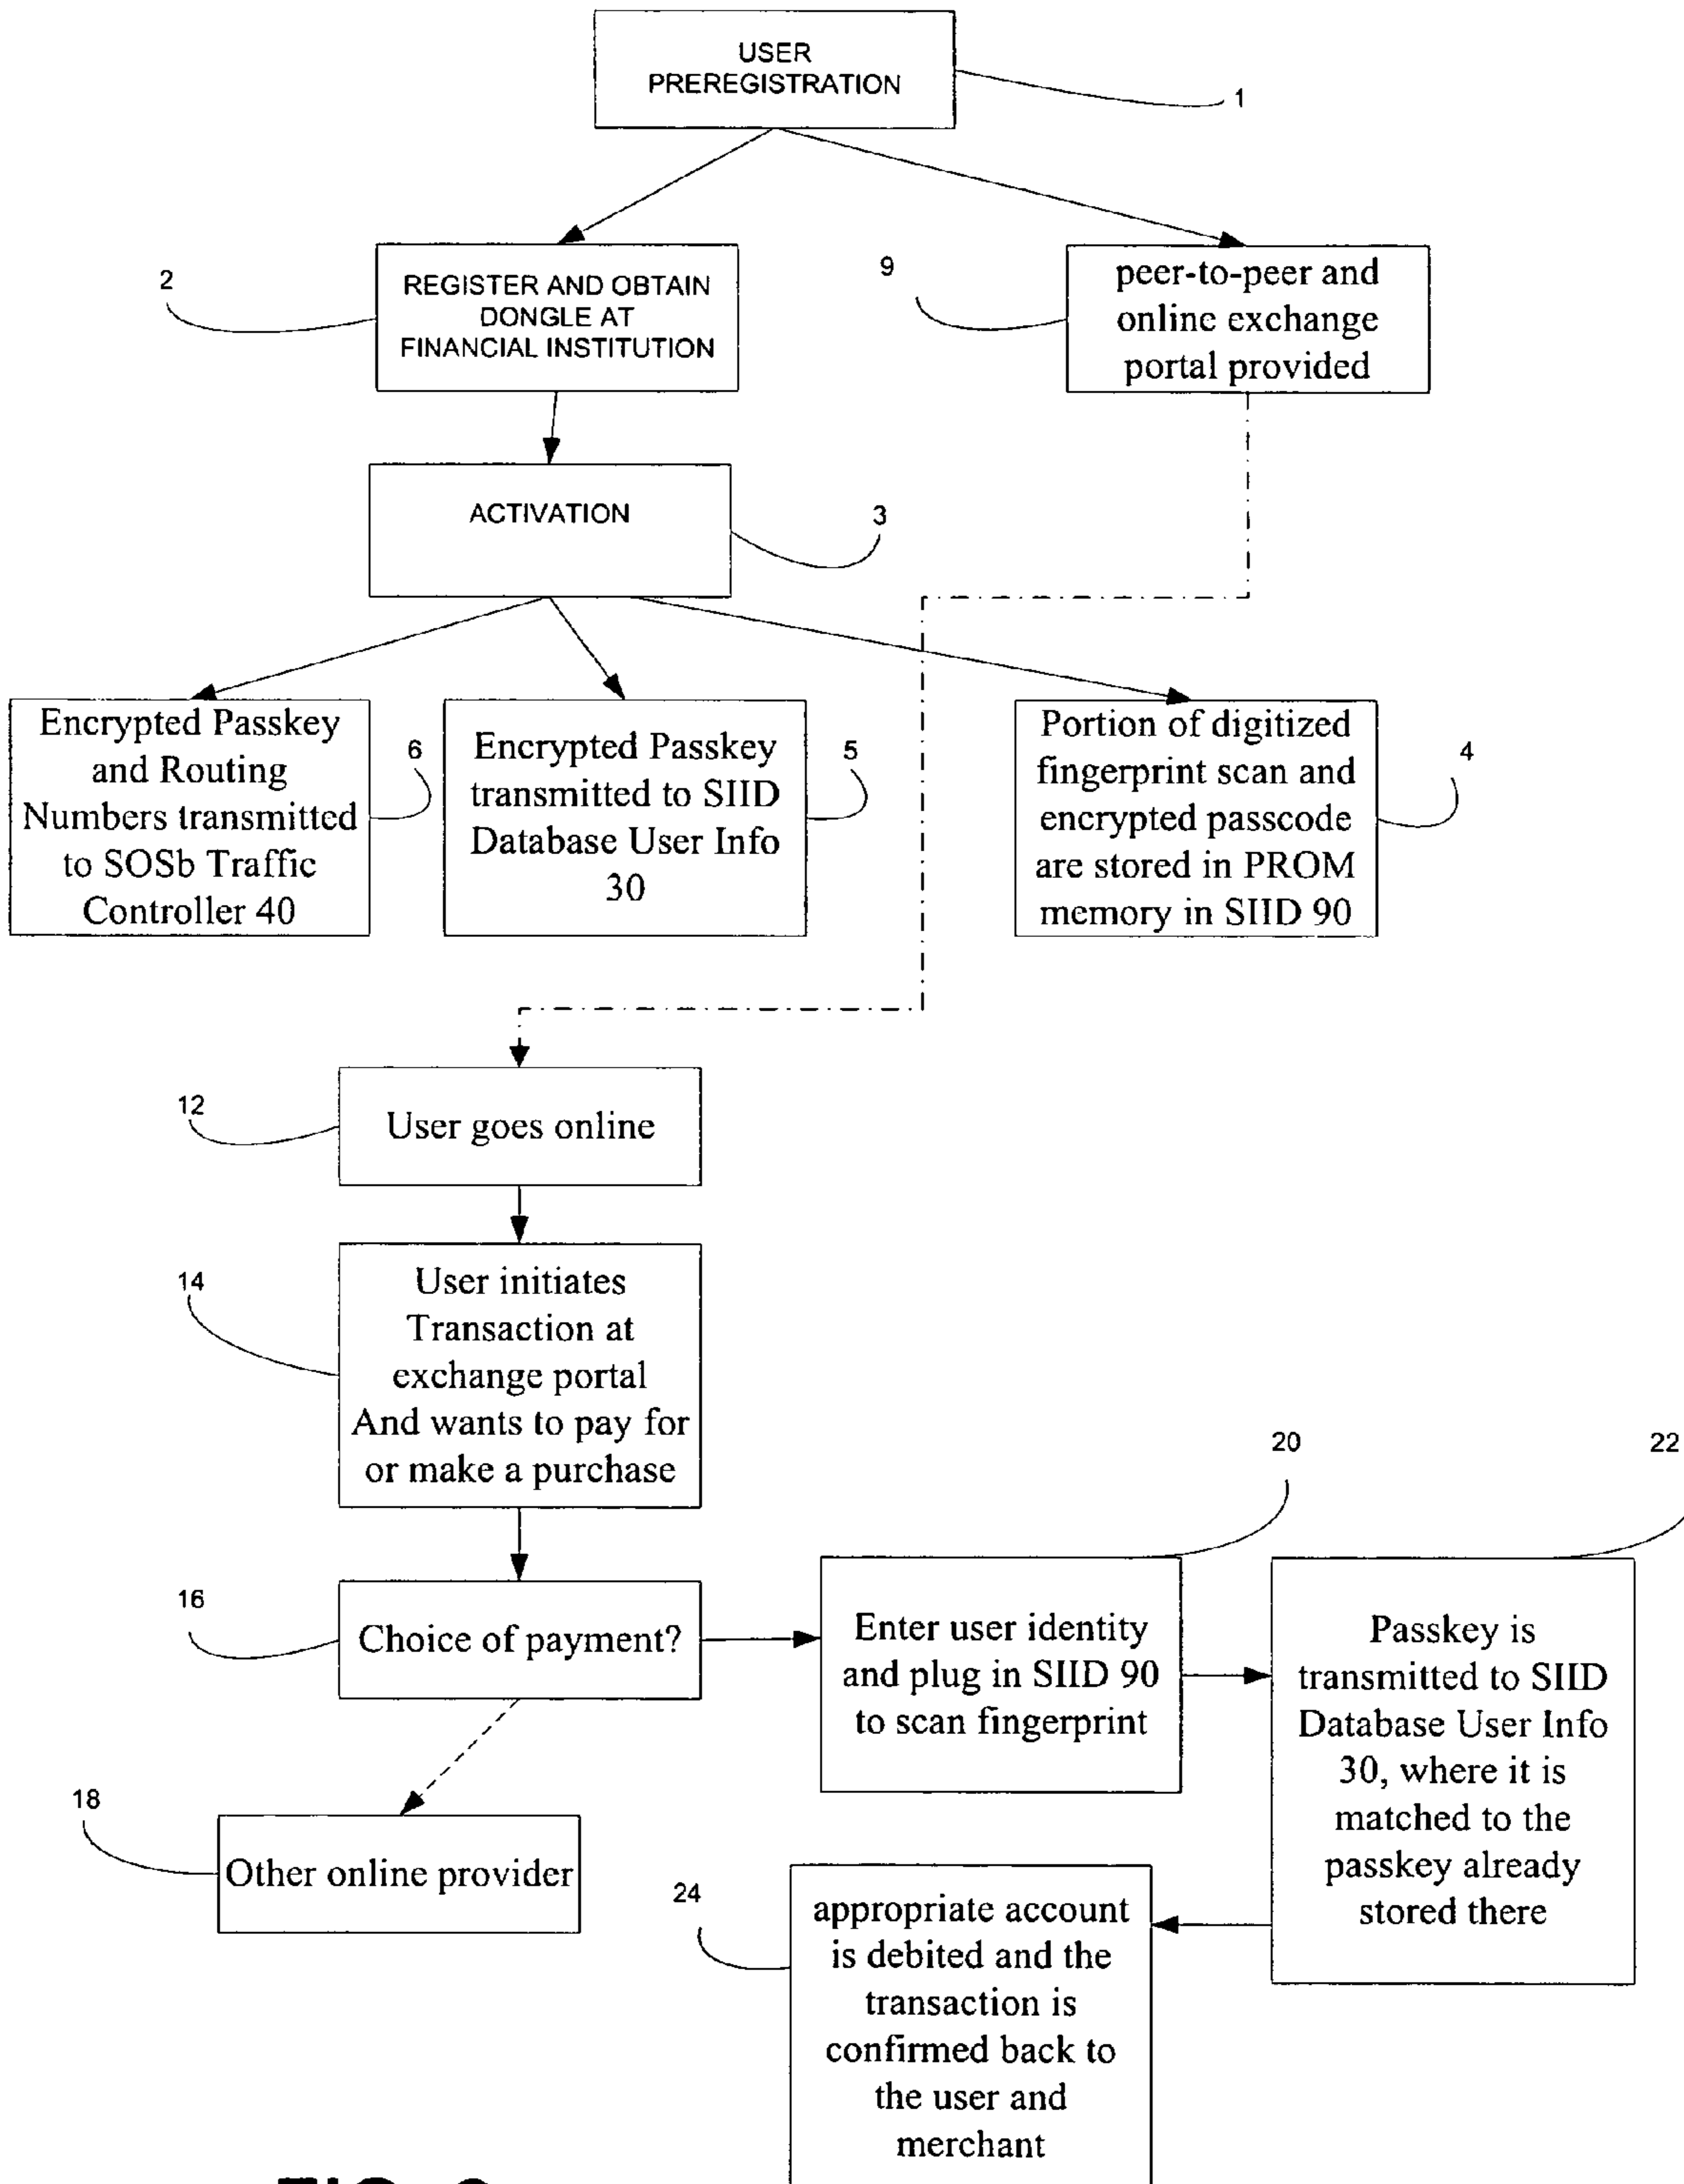 USER
PREREGISTRATION
1
2
REGISTER AND OBTAIN
DONGLE AT
FINANCIAL INSTITUTION
9
peer-to-peer and
online exchange
portal provided
ACTIVATION
3
Encrypted Passkey
and Routing
Numbers transmitted
to SOSb Traffic
Controller 40
6
Encrypted Passkey
transmitted to SIID
Database User Info
30
5
Portion of digitized
fingerprint scan and
encrypted passcode
are stored in PROM
memory in SIID 90
4
12
User goes online
14
User initiates
Transaction at
exchange portal
And wants to pay for
or make a purchase
16
Choice of payment?
20
Enter user identity
and plug in SIID 90
to scan fingerprint
22
Passkey is
transmitted to SIID
Database User Info
30, where it is
matched to the
passkey already
stored there
18
Other online provider
24
appropriate account
is debited and the
transaction is
confirmed back to
the user and
merchant